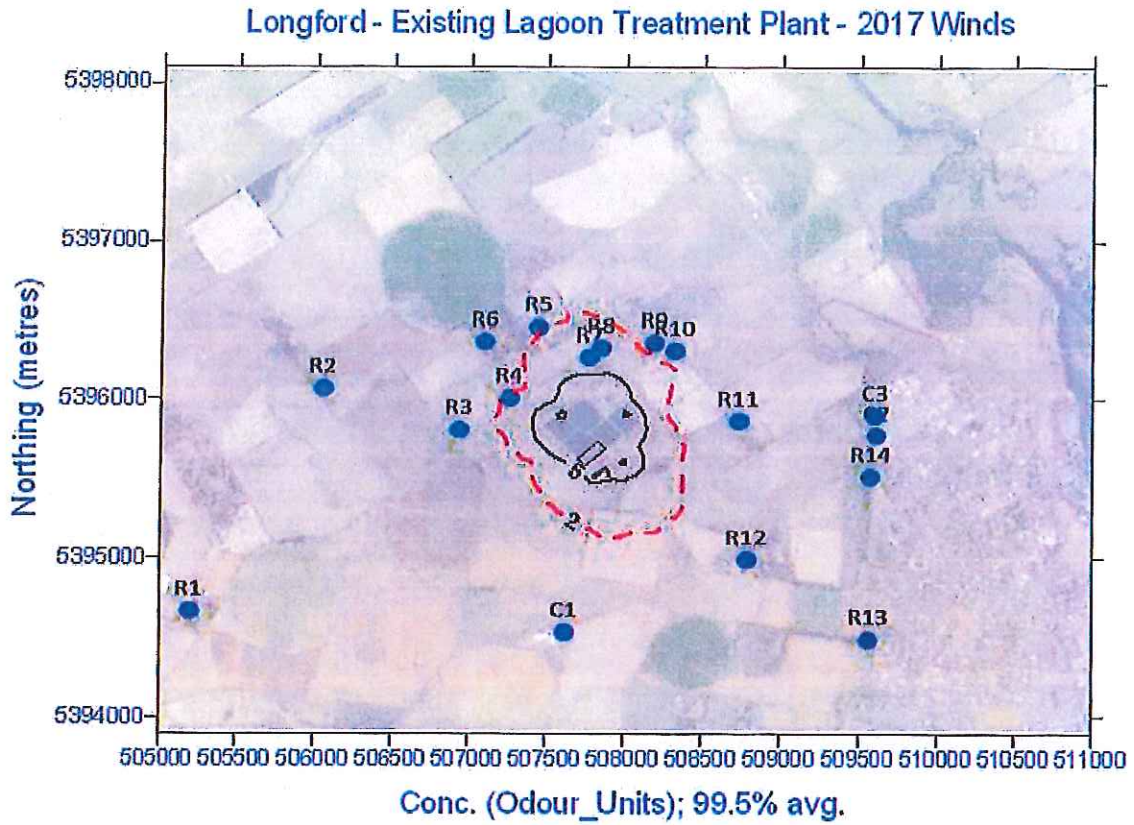 Longford - Existing Lagoon Treatment Plant - 2017 Winds
Northing (metres)
5398000
5397000
5396000
5395000
5394000
R5
R6
R8
R7
R9
R10
R2
R4
R3
R11
C3
R14
2
R12
R1
C1
R13
505000 505500 506000 506500 507000 507500 508000 508500 509000 509500 510000 510500 511000
Conc. (Odour_Units); 99.5% avg.